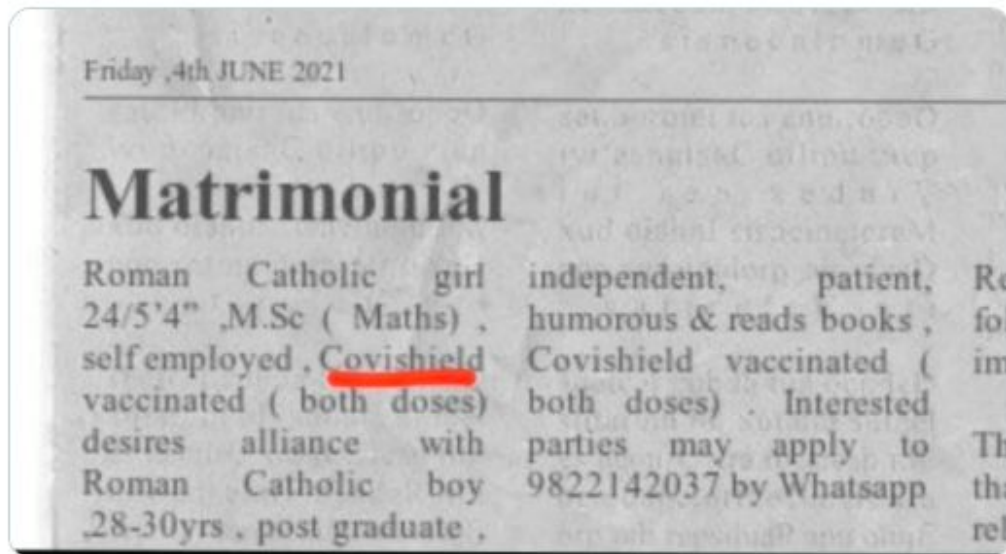 Friday ,4th JUNE 2021
Matrimonial
Roman Catholic girl
24/5'4" ,M.Sc ( Maths) ,
self employed , Covishield
vaccinated ( both doses)
desires alliance with
Roman Catholic boy
,28-30yrs , post graduate ,
independent, patient,
humorous & reads books ,
Covishield vaccinated (
both doses) . Interested
parties may apply to
9822142037 by Whatsapp